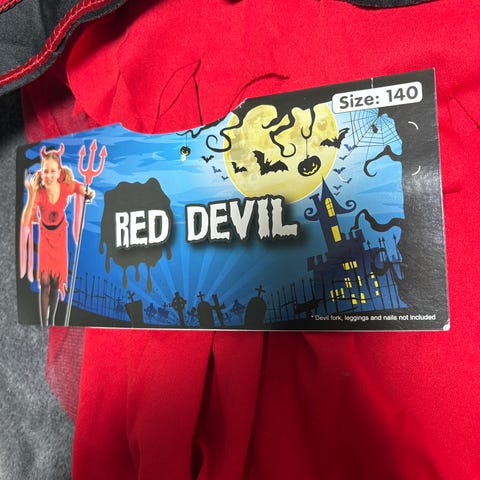 Size: 140
RED DEVIL
* Devil fork, leggings and nails not included